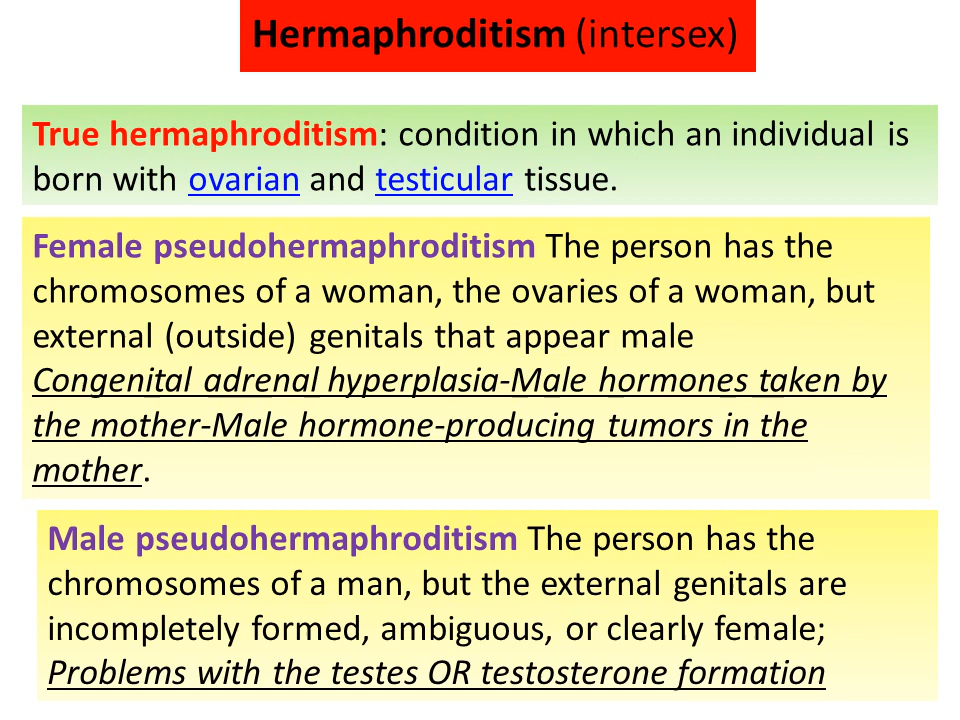 Hermaphroditism (intersex)
True hermaphroditism: condition in which an individual is
born with ovarian and testicular tissue.
Female pseudohermaphroditism The person has the
chromosomes of a woman, the ovaries of a woman, but
external (outside) genitals that appear male
Congenital adrenal hyperplasia-Male hormones taken by
the mother-Male hormone-producing tumors in the
mother.
Male pseudohermaphroditism The person has the
chromosomes of a man, but the external genitals are
incompletely formed, ambiguous, or clearly female;
Problems with the testes OR testosterone formation